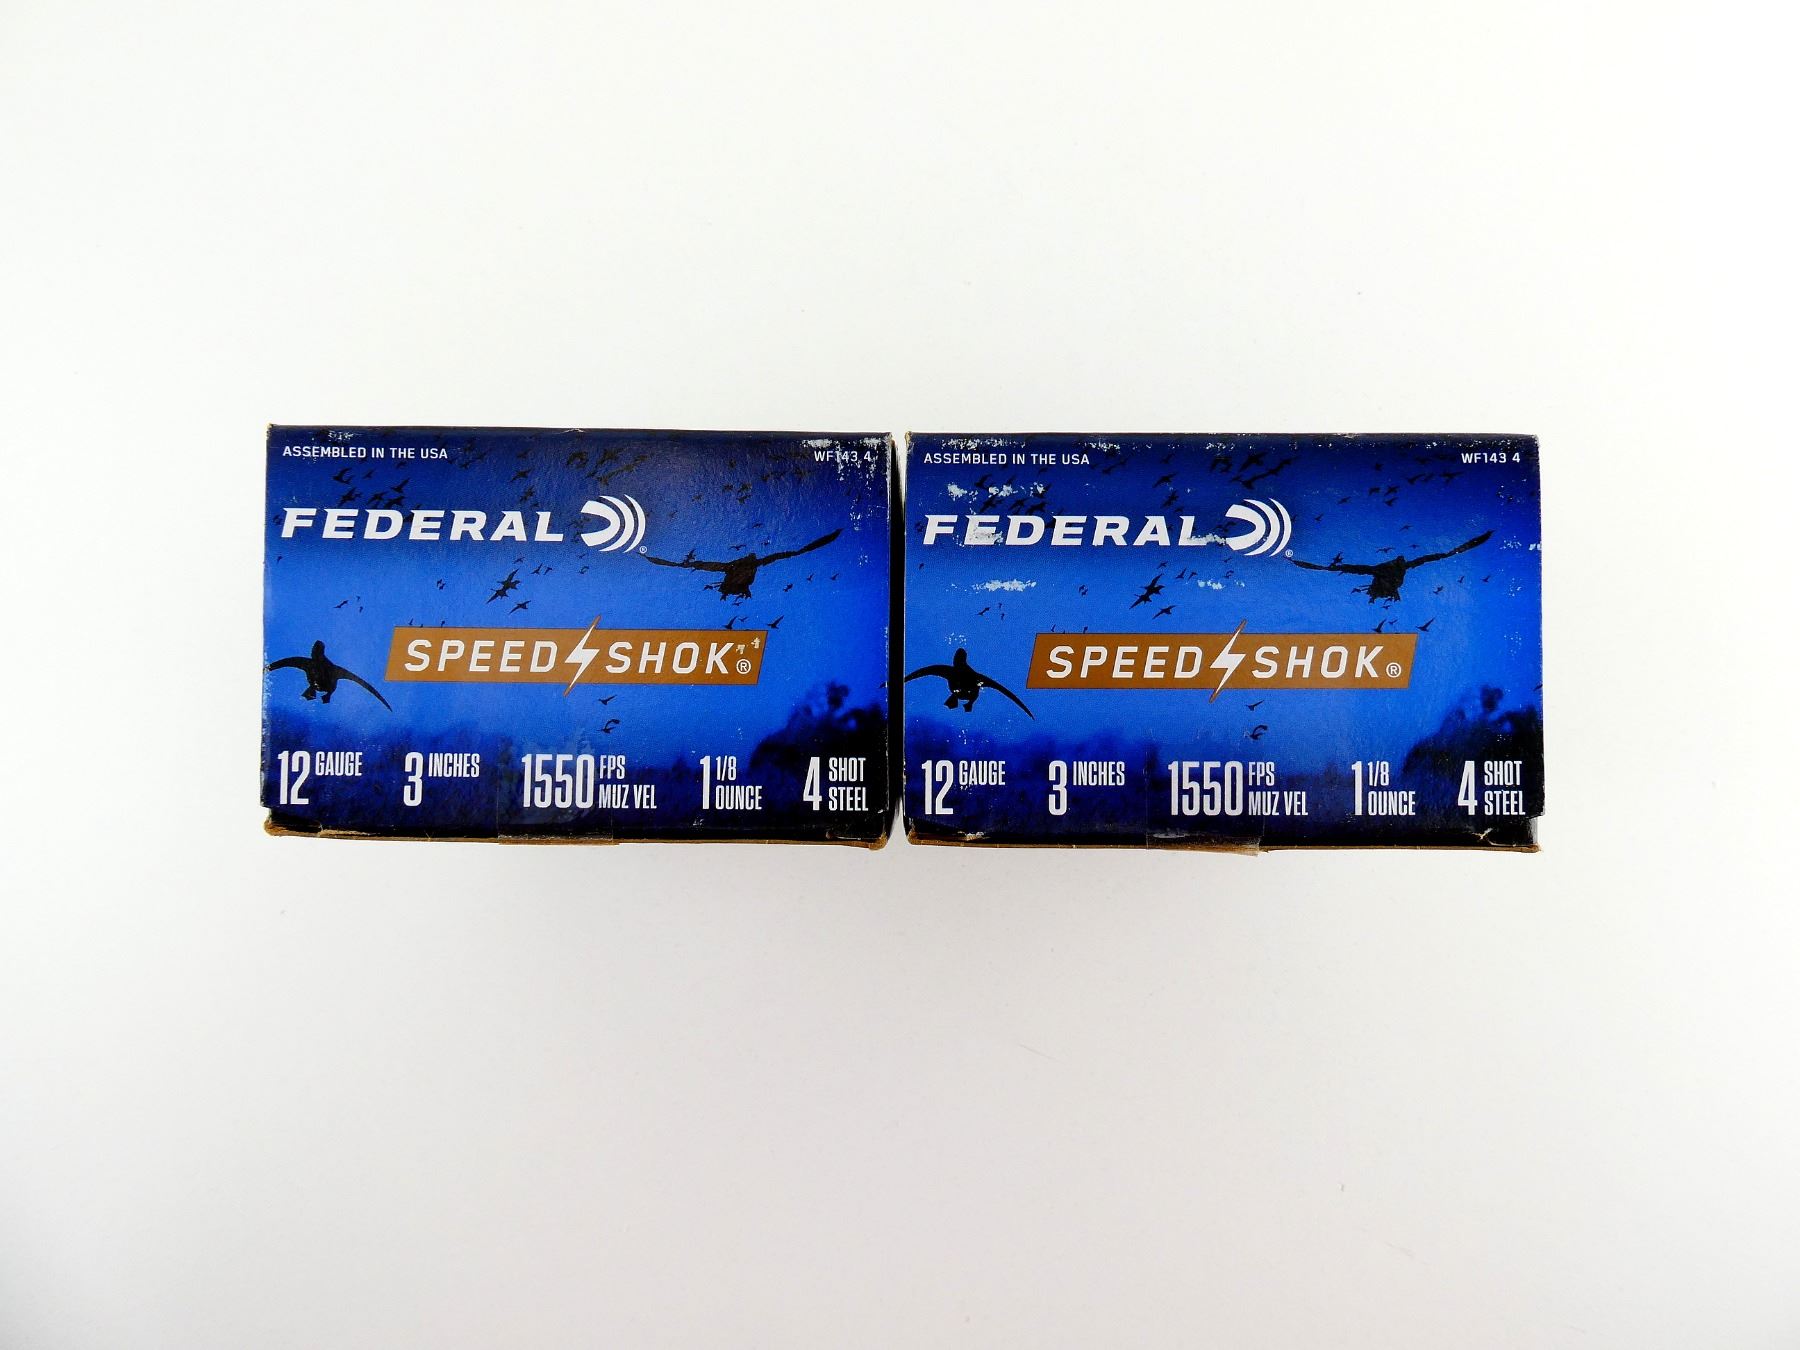 ASSEMBLED IN THE USA WF143 4
FEDERAL ®
SPEED SHOK®
12 GAUGE 3 INCHES 1550 FPS MUZ VEL 1 1/8 OUNCE 4 SHOT STEEL
ASSEMBLED IN THE USA WF143 4
FEDERAL ®
SPEED SHOK®
12 GAUGE 3 INCHES 1550 FPS MUZ VEL 1 1/8 OUNCE 4 SHOT STEEL